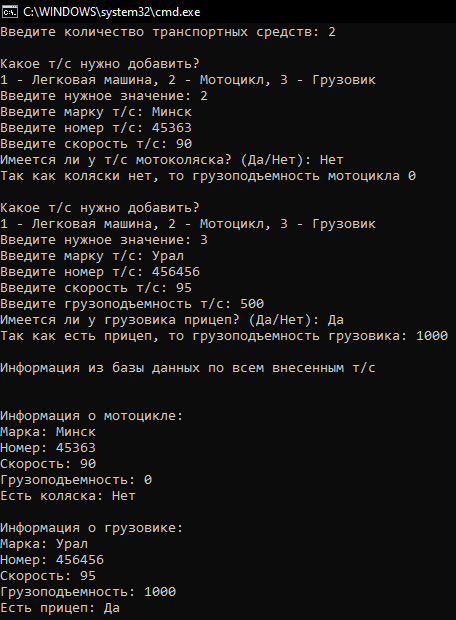 C:\WINDOWS\system32\cmd.exe
Введите количество транспортных средств: 2
Какое т/с нужно добавить?
1 - Легковая машина, 2 - Мотоцикл, 3 - Грузовик
Введите нужное значение: 2
Введите марку т/с: Минск
Введите номер т/с: 45363
Введите скорость т/с: 90
Имеется ли у т/с мотоколяска? (Да/Нет): Нет
Так как коляски нет, то грузоподъемность мотоцикла 0
Какое т/с нужно добавить?
1 - Легковая машина, 2 - Мотоцикл, 3 - Грузовик
Введите нужное значение: 3
Введите марку т/с: Урал
Введите номер т/с: 456456
Введите скорость т/с: 95
Введите грузоподъемность т/с: 500
Имеется ли у грузовика прицеп? (Да/Нет): Да
Так как есть прицеп, то грузоподъемность грузовика: 1000
Информация из базы данных по всем внесенным т/с
Информация о мотоцикле:
Марка: Минск
Номер: 45363
Скорость: 90
Грузоподъемность: 0
Есть коляска: Нет
Информация о грузовике:
Марка: Урал
Номер: 456456
Скорость: 95
Грузоподъемность: 1000
Есть прицеп: Да